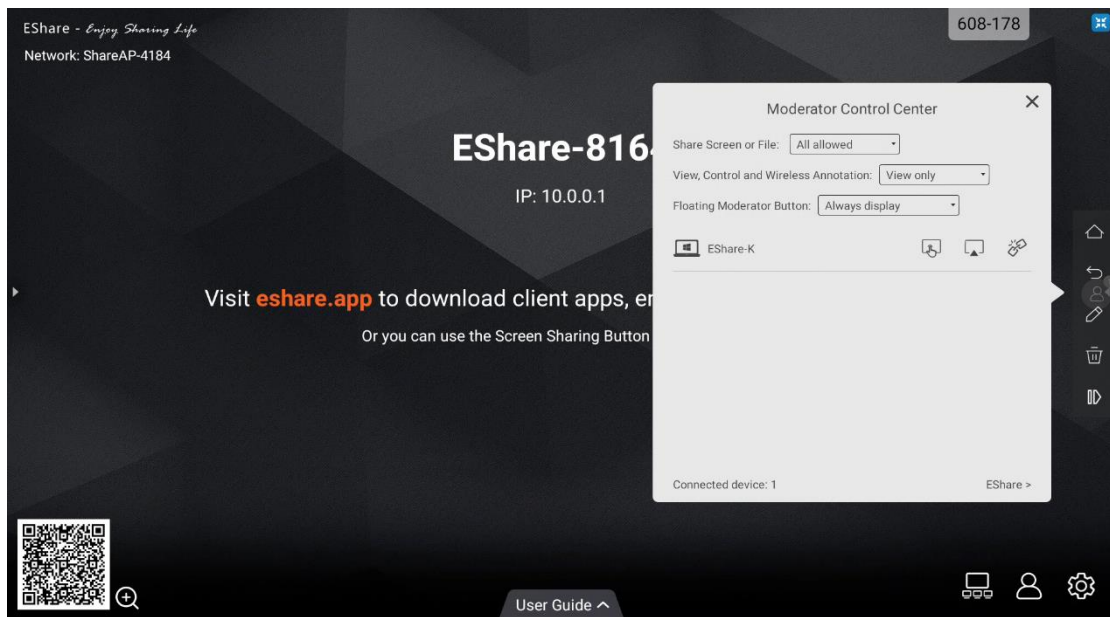 EShare - Enjoy Sharing Life
Network: ShareAP-4184
608-178
EShare-816
IP: 10.0.0.1
Visit eshare.app to download client apps,
Or you can use the Screen Sharing Button
Moderator Control Center
Share Screen or File: All allowed
View, Control and Wireless Annotation: View only
Floating Moderator Button: Always display
EShare-K
Connected device: 1
EShare >
User Guide